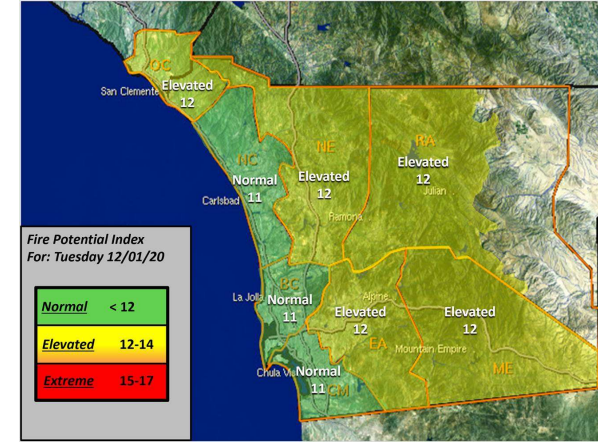 OC
Elevated
12
San Clemente
NC
Normal
11
Carlsbad
NE
Elevated
12
Ramona
RA
Elevated
12
Julian
Fire Potential Index
For: Tuesday 12/01/20
Normal < 12
Elevated 12-14
Extreme 15-17
BC
La Jolla
Normal
11
Alpine
Elevated
12
EA
Elevated
12
Mountain Empire
ME
Chula Vis
Normal
11
CM